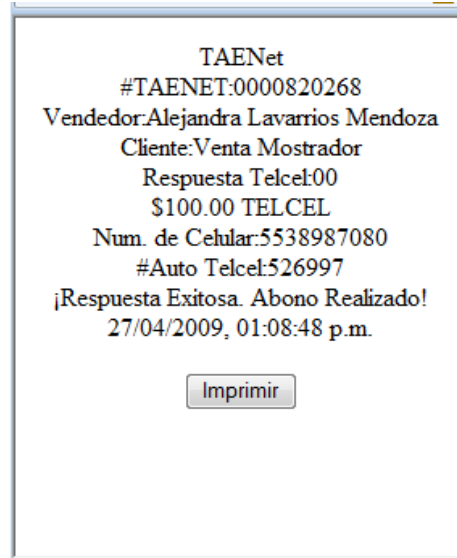 TAENet
#TAENET:0000820268
Vendedor:Alejandra Lavarrios Mendoza
Cliente:Venta Mostrador
Respuesta Telcel:00
$100.00 TELCEL
Num. de Celular:5538987080
#Auto Telcel:526997
¡Respuesta Exitosa. Abono Realizado!
27/04/2009, 01:08:48 p.m.
Imprimir